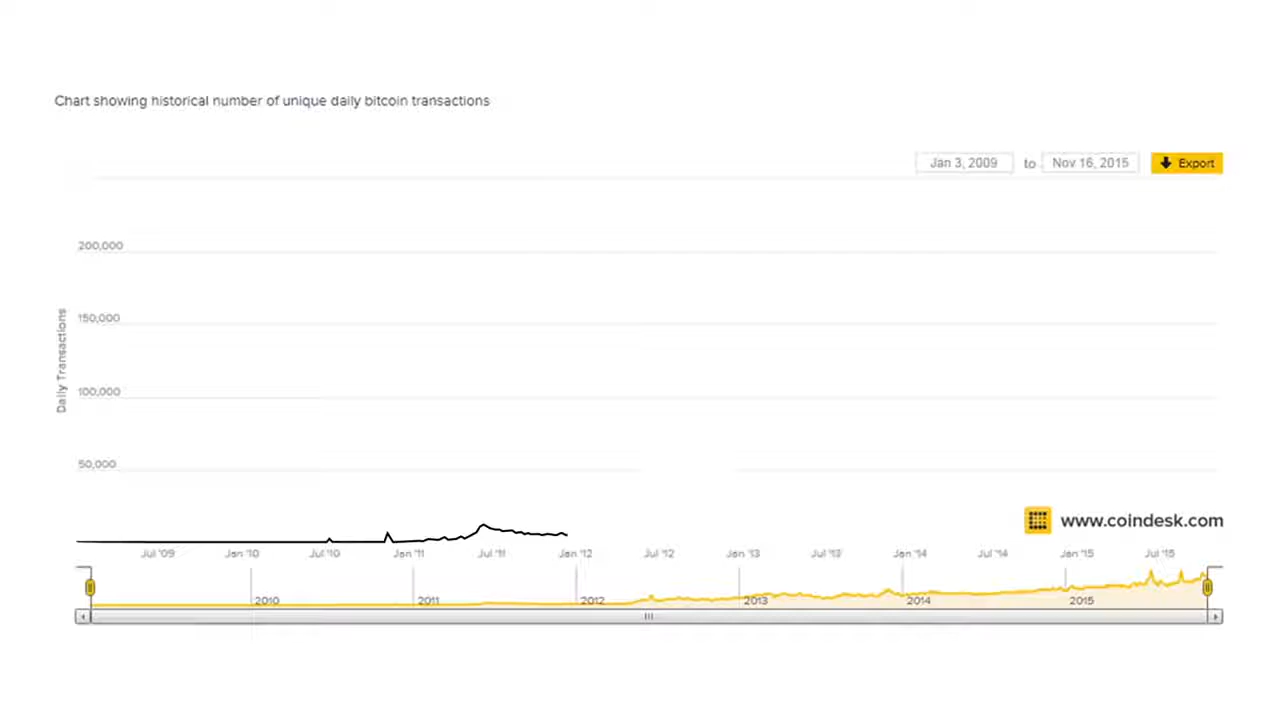 Chart showing historical number of unique daily bitcoin transactions
Jan 3, 2009 to Nov 16, 2015 Export
200,000
150,000
100,000
50,000
Daily Transactions
www.coindesk.com
Jul '09 Jan '10 Jul '10 Jan '11 Jul '11 Jan '12 Jul '12 Jan '13 Jul '13 Jan '14 Jul '14 Jan '15 Jul '15
2010 2011 2012 2013 2014 2015